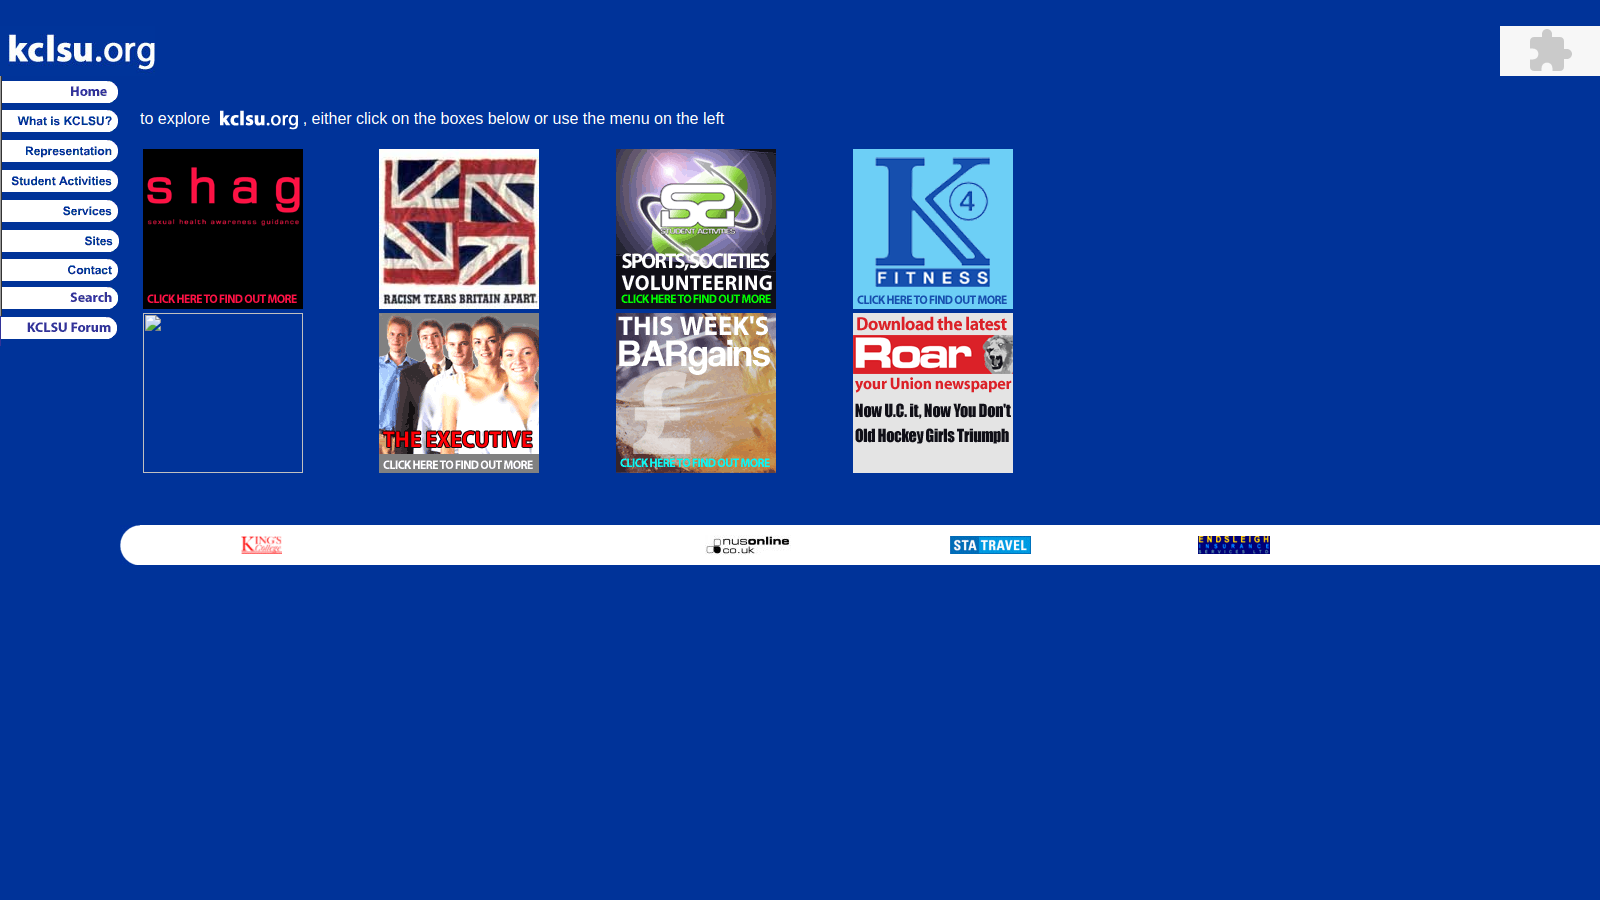 kclsu.org
Home
What is KCLSU?
Representation
Student Activities
Services
Sites
Contact
Search
KCLSU Forum
to explore kclsu.org , either click on the boxes below or use the menu on the left
shag
sexual health awareness guidance
CLICK HERE TO FIND OUT MORE
RACISM TEARS BRITAIN APART.
SS
STUDENT ACTIVITIES
SPORTS,SOCIETIES
VOLUNTEERING
CLICK HERE TO FIND OUT MORE
K4
FITNESS
CLICK HERE TO FIND OUT MORE
THE EXECUTIVE
CLICK HERE TO FIND OUT MORE
THIS WEEK'S
BARgains
£
CLICK HERE TO FIND OUT MORE
Download the latest
Roar
your Union newspaper
Now U.C. it, Now You Don't
Old Hockey Girls Triumph
KING'S
College
nusonline
co.uk
STA TRAVEL
ENDSLEIGH
INSURANCE
SERVICES LTD